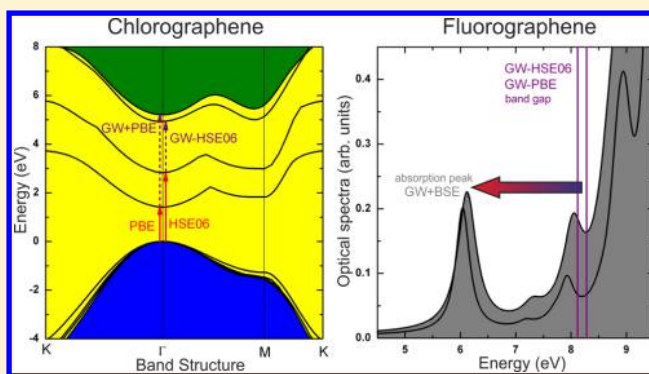 Chlorographene
Fluorographene
8
6
4
2
0
-2
-4
Energy (eV)
GW+PBE
GW-HSE06
PBE
HSE06
K
Γ
M
K
Band Structure
0.4
0.3
0.2
0.1
0.0
Optical spectra (arb. units)
GW-HSE06
GW-PBE
band gap
absorption peak
GW+BSE
5
6
7
8
9
Energy (eV)